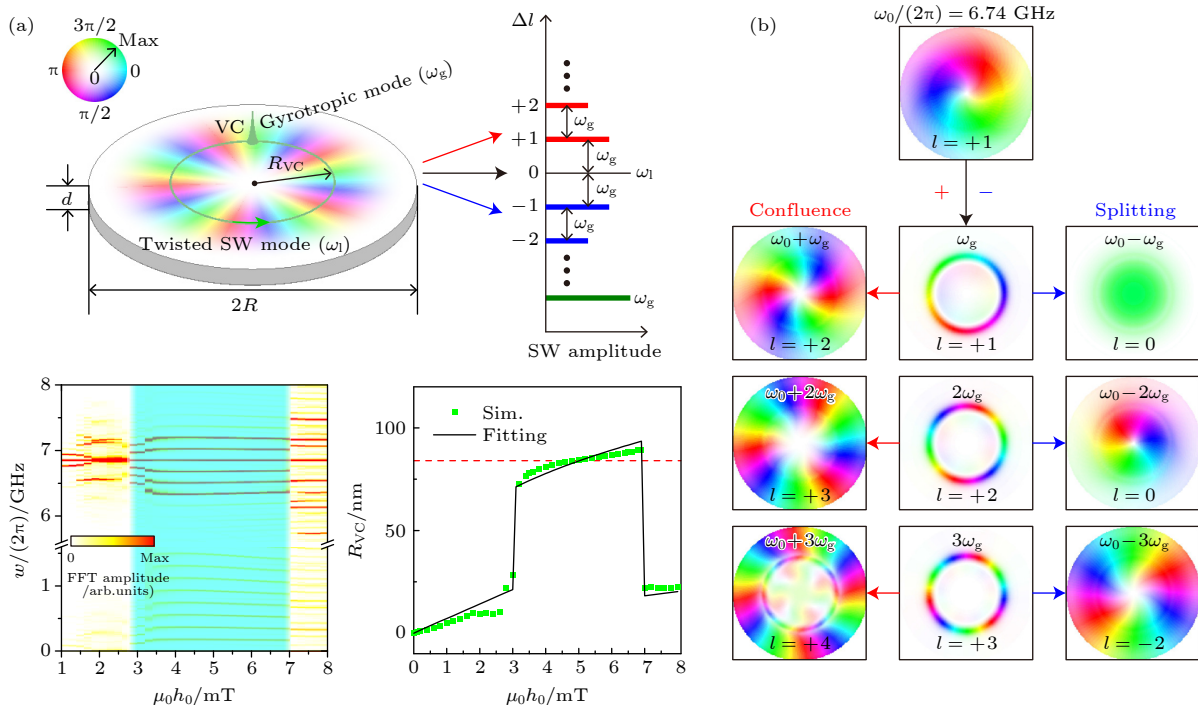 (a)
3π/2
Max
π
0
0
π/2
VC
Gyrotropic mode (ωg)
RVC
d
Twisted SW mode (ωl)
2R
Δl
+2
ωg
+1
ωg
0
ωl
ωg
−1
ωg
−2
ωg
SW amplitude
8
7
6
1
0
w/(2π)/GHz
0
Max
FFT amplitude
/arb.units)
1 2 3 4 5 6 7 8
μ0h0/mT
100
50
0
RVC/nm
Sim.
Fitting
0 1 2 3 4 5 6 7 8
μ0h0/mT
(b)
ω0/(2π) = 6.74 GHz
l = +1
+
−
Confluence
Splitting
ω0+ωg
l = +2
ωg
l = +1
ω0−ωg
l = 0
ω0+2ωg
l = +3
2ωg
l = +2
ω0−2ωg
l = 0
ω0+3ωg
l = +4
3ωg
l = +3
ω0−3ωg
l = −2